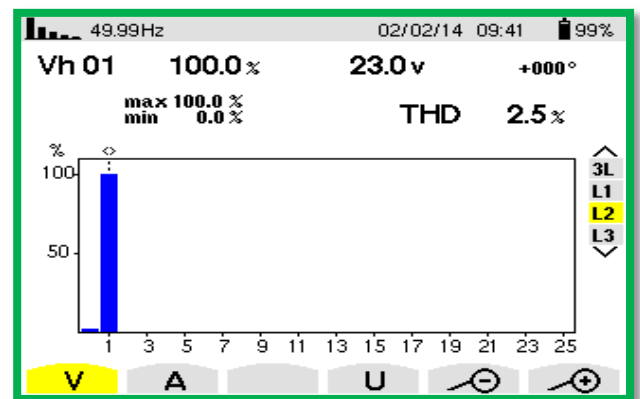 49.99Hz 02/02/14 09:41 99%
Vh 01 100.0 % 23.0 v +000°
max 100.0 %
min 0.0 %
THD 2.5 %
%
100
50
3L
L1
L2
L3
1 3 5 7 9 11 13 15 17 19 21 23 25
V A U